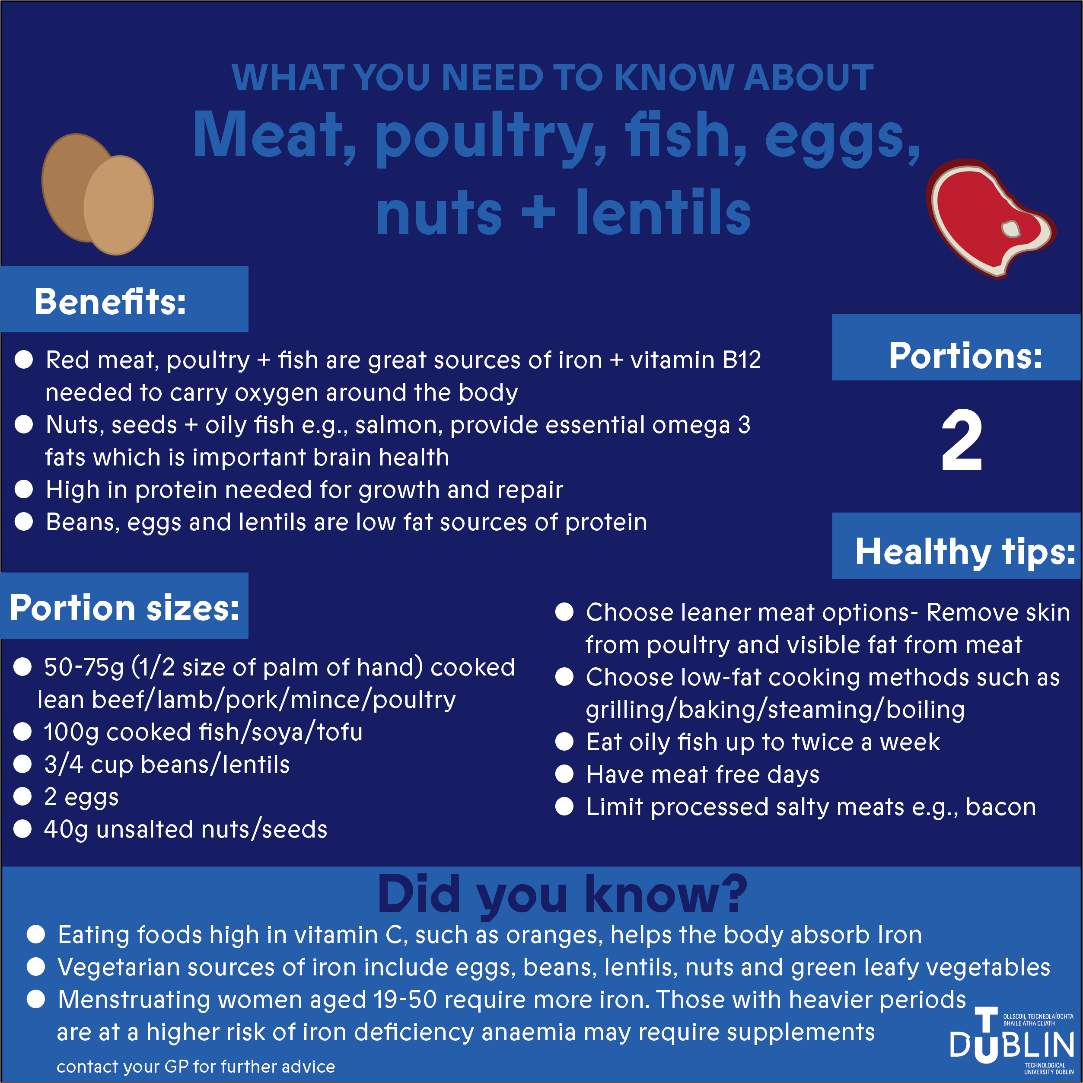 WHAT YOU NEED TO KNOW ABOUT
Meat, poultry, fish, eggs,
nuts + lentils
Benefits:
● Red meat, poultry + fish are great sources of iron + vitamin B12
needed to carry oxygen around the body
● Nuts, seeds + oily fish e.g., salmon, provide essential omega 3
fats which is important brain health
● High in protein needed for growth and repair
● Beans, eggs and lentils are low fat sources of protein
Portions:
2
Portion sizes:
● 50-75g (1/2 size of palm of hand) cooked
lean beef/lamb/pork/mince/poultry
● 100g cooked fish/soya/tofu
● 3/4 cup beans/lentils
● 2 eggs
● 40g unsalted nuts/seeds
Healthy tips:
● Choose leaner meat options- Remove skin
from poultry and visible fat from meat
● Choose low-fat cooking methods such as
grilling/baking/steaming/boiling
● Eat oily fish up to twice a week
● Have meat free days
● Limit processed salty meats e.g., bacon
Did you know?
● Eating foods high in vitamin C, such as oranges, helps the body absorb Iron
● Vegetarian sources of iron include eggs, beans, lentils, nuts and green leafy vegetables
● Menstruating women aged 19-50 require more iron. Those with heavier periods
are at a higher risk of iron deficiency anaemia may require supplements
contact your GP for further advice
OLLSCOIL TEICNEOLAÍOCHTA
BHAILE ÁTHA CLIATH
TU DUBLIN
TECHNOLOGICAL
UNIVERSITY DUBLIN